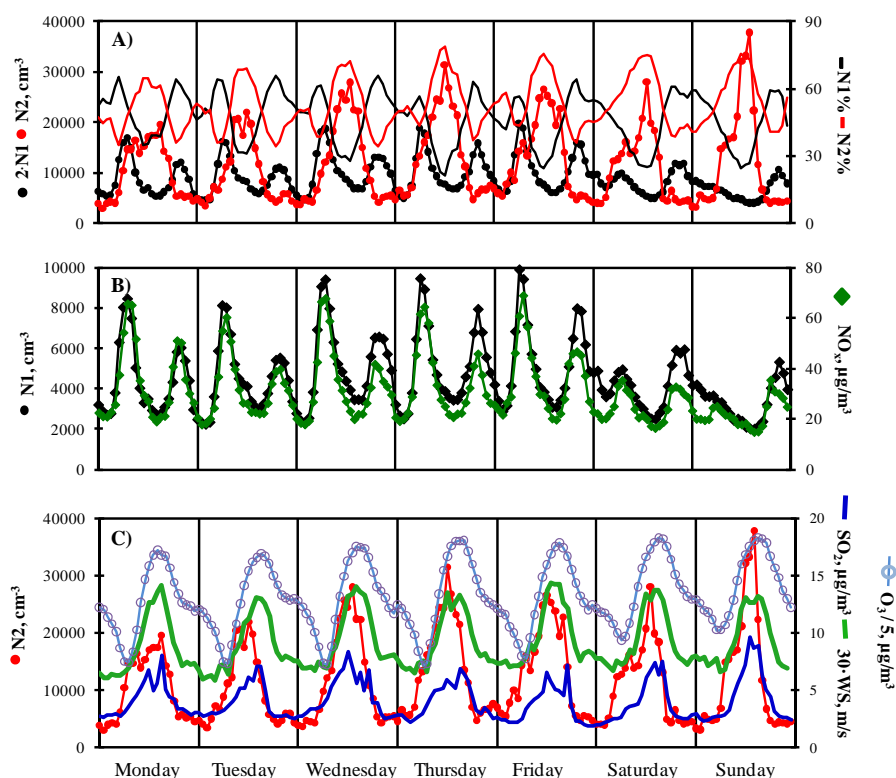 A)
40000
30000
20000
10000
0
90
60
30
0
● 2·N1 ● N2, cm-3
N1% N2%
B)
10000
8000
6000
4000
2000
0
80
60
40
20
0
● N1, cm-3
◆ NOx, µg/m3
C)
40000
30000
20000
10000
0
20
15
10
5
0
● N2, cm-3
SO2, µg/m3 30·WS, m/s
O3 / 5, µg/m3
Monday Tuesday Wednesday Thursday Friday Saturday Sunday